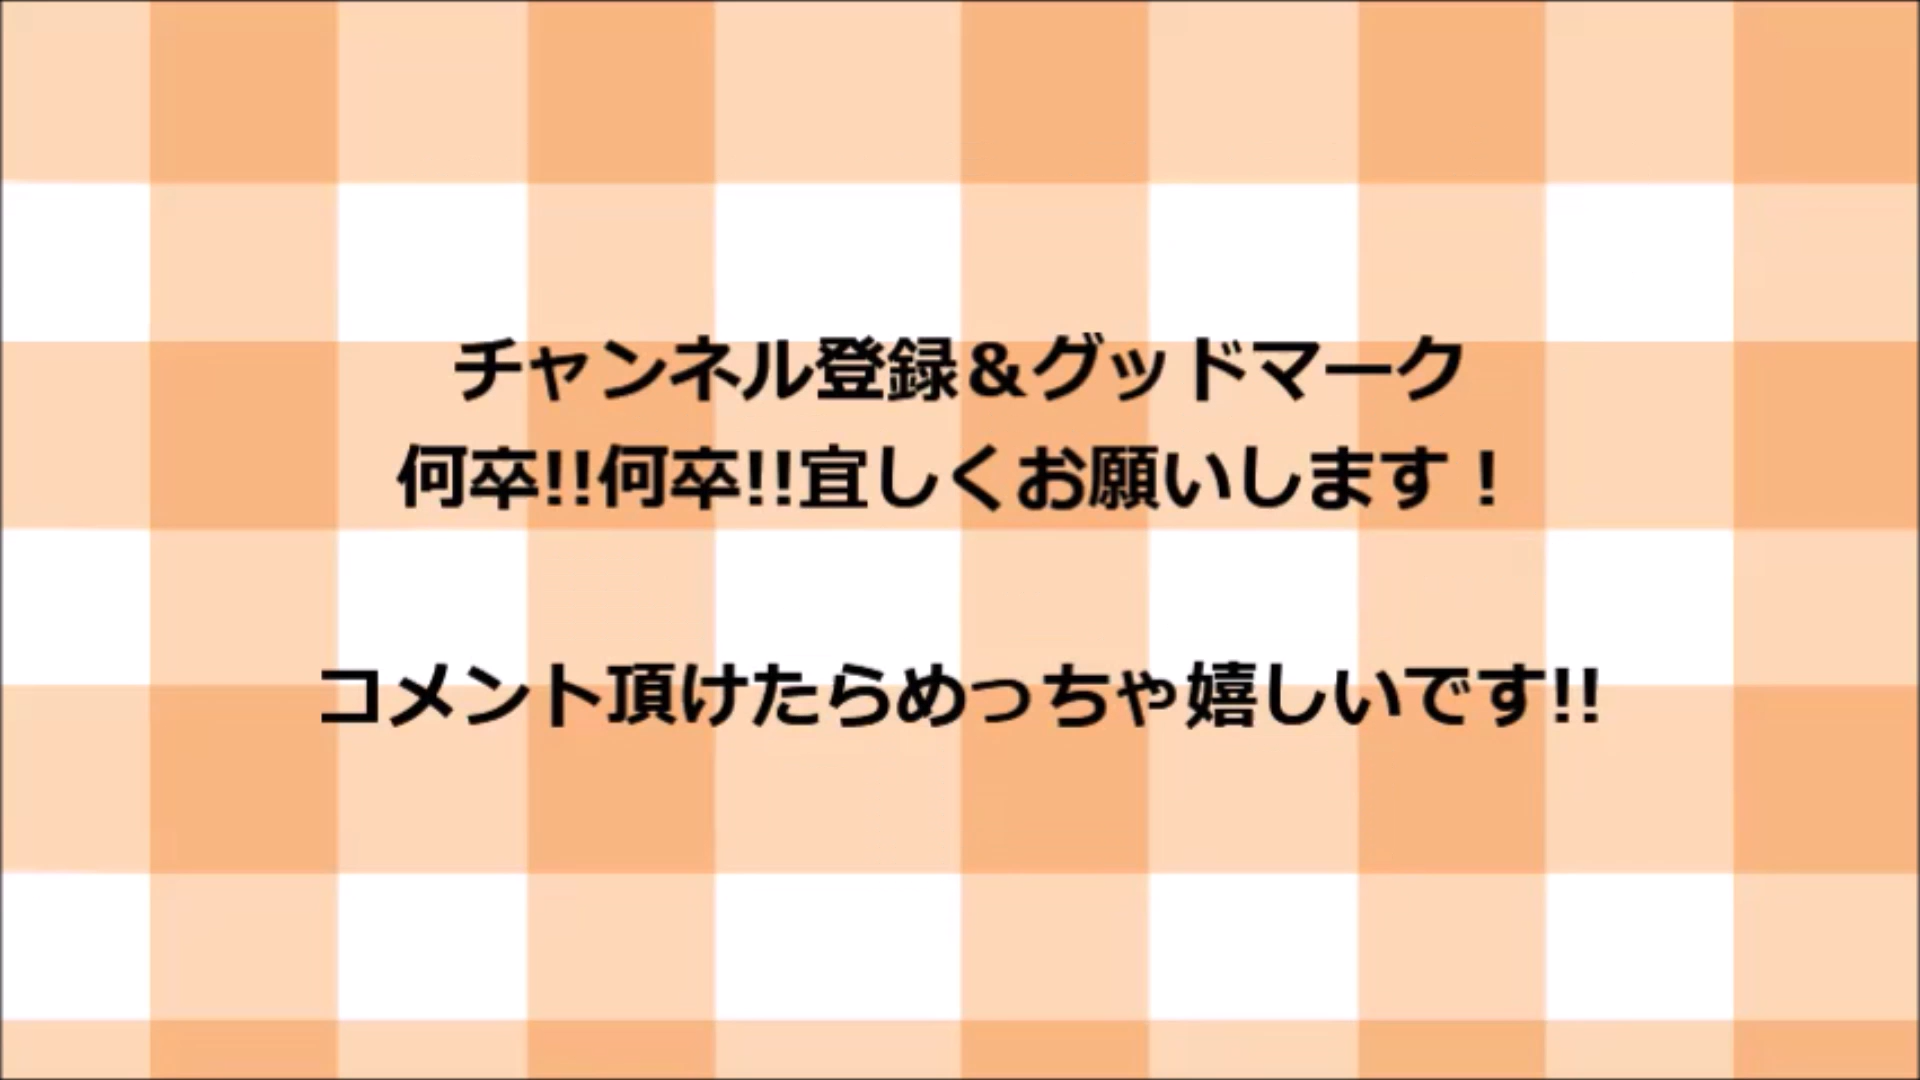 チャンネル登録＆グッドマーク
何卒!!何卒!!宜しくお願いします！
コメント頂けたらめっちゃ嬉しいです!!